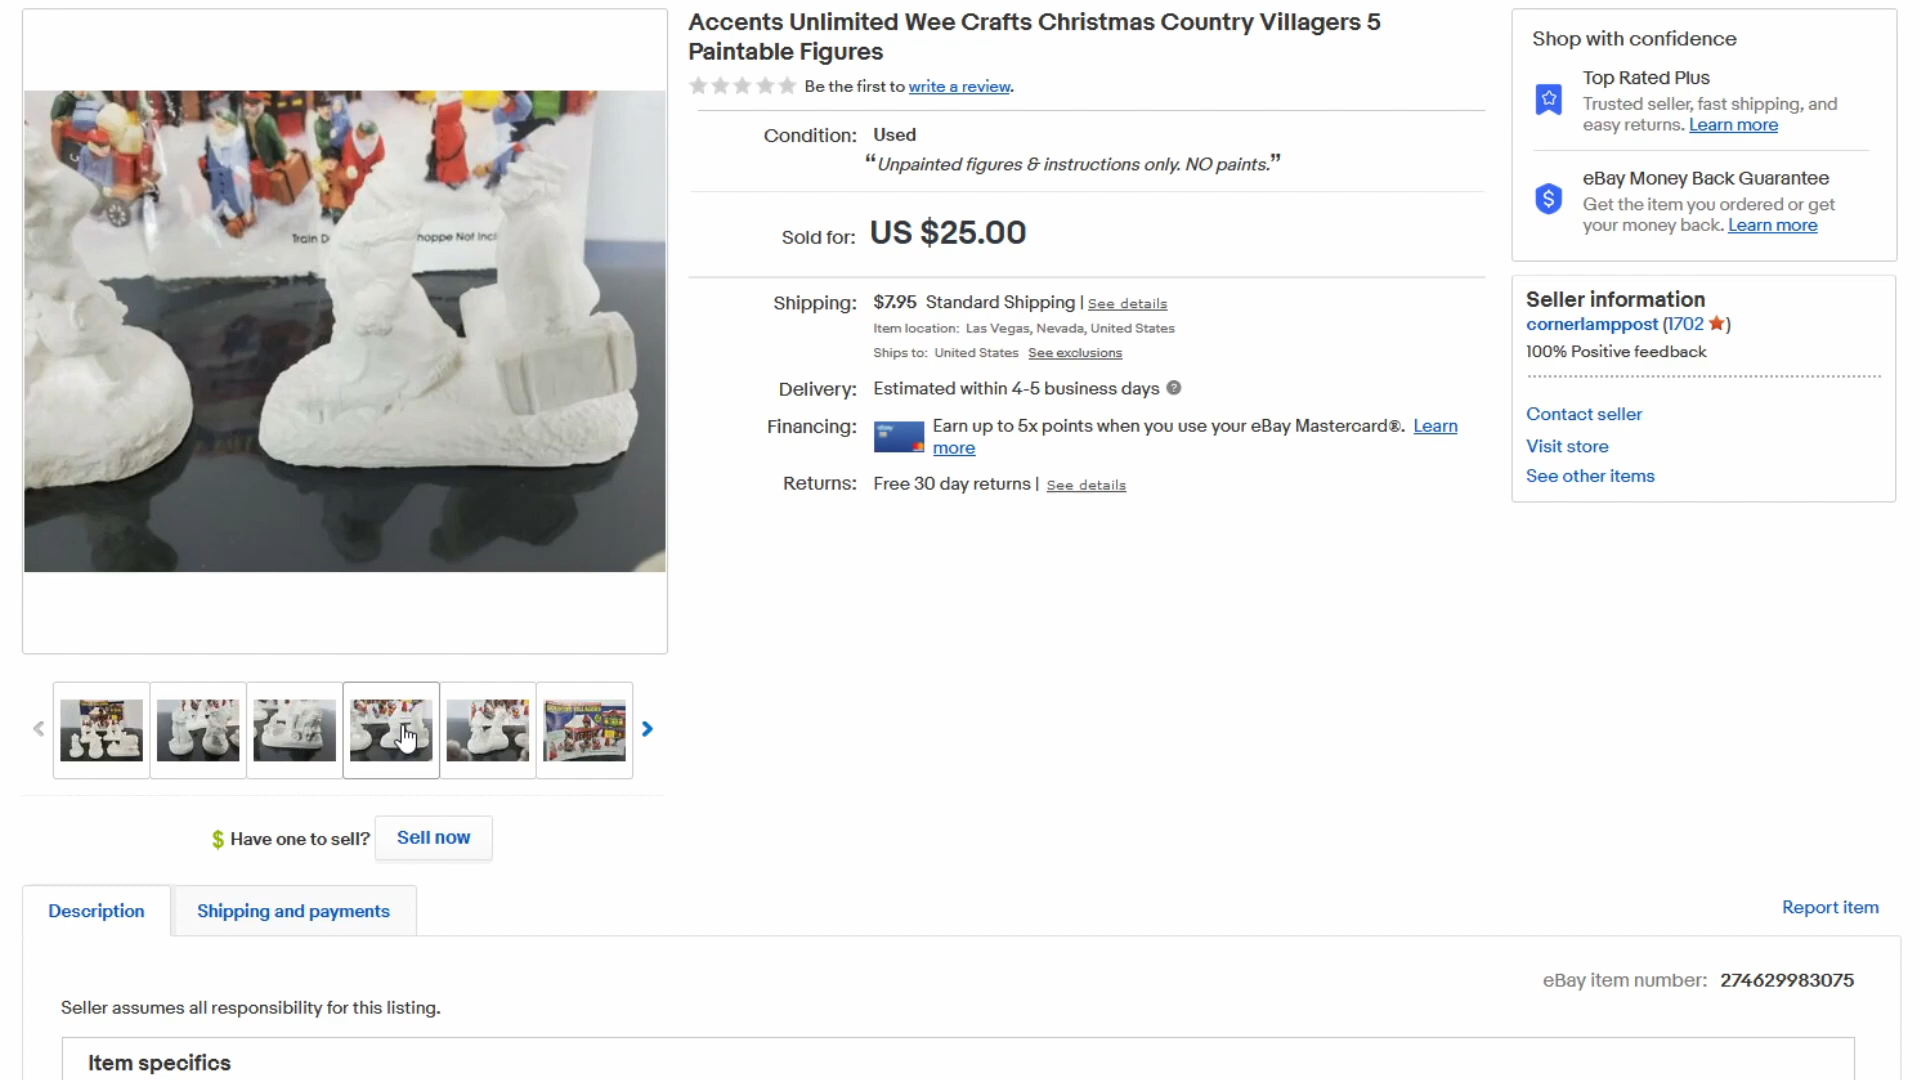 Accents Unlimited Wee Crafts Christmas Country Villagers 5
Paintable Figures
Be the first to write a review.
Condition: Used
“Unpainted figures & instructions only. NO paints.”
Sold for: US $25.00
Shipping: $7.95 Standard Shipping | See details
Item location: Las Vegas, Nevada, United States
Ships to: United States See exclusions
Delivery: Estimated within 4-5 business days
Financing: Earn up to 5x points when you use your eBay Mastercard®. Learn
more
Returns: Free 30 day returns | See details
Shop with confidence
Top Rated Plus
Trusted seller, fast shipping, and
easy returns. Learn more
eBay Money Back Guarantee
Get the item you ordered or get
your money back. Learn more
Seller information
cornerlamppost (1702)
100% Positive feedback
Contact seller
Visit store
See other items
Train D
hoppe Not Incl
$ Have one to sell? Sell now
Description
Shipping and payments
Report item
eBay item number: 274629983075
Seller assumes all responsibility for this listing.
Item specifics